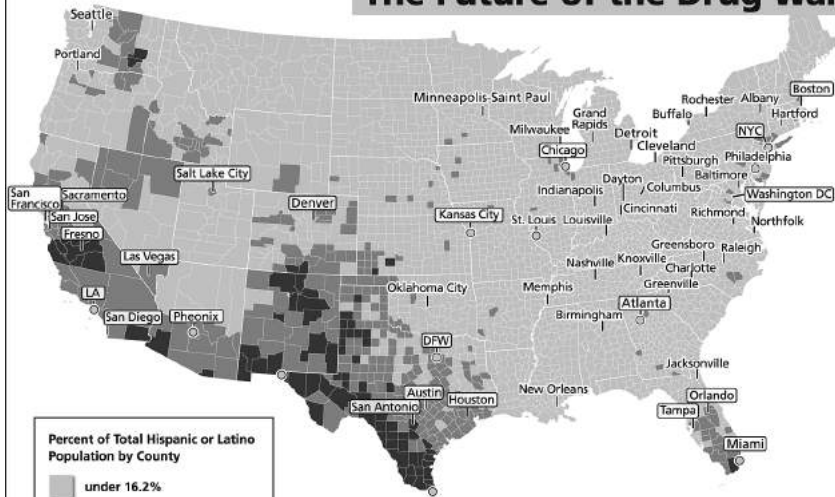 The Future of the Drug War
Seattle
Portland
Minneapolis-Saint Paul
Milwaukee
Grand
Rapids
Chicago
Detroit
Buffalo
Rochester
Albany
Boston
Hartford
NYC
Cleveland
Pittsburgh
Philadelphia
Baltimore
Washington DC
Salt Lake City
San
Francisco
Sacramento
San Jose
Fresno
Denver
Kansas City
St. Louis
Indianapolis
Dayton
Columbus
Cincinnati
Louisville
Richmond
Northfolk
Las Vegas
LA
San Diego
Pheonix
Oklahoma City
Memphis
Nashville
Knoxville
Greensboro
Raleigh
Charlotte
Greenville
Atlanta
Birmingham
DFW
Austin
San Antonio
Houston
New Orleans
Jacksonville
Orlando
Tampa
Miami
Percent of Total Hispanic or Latino
Population by County
under 16.2%